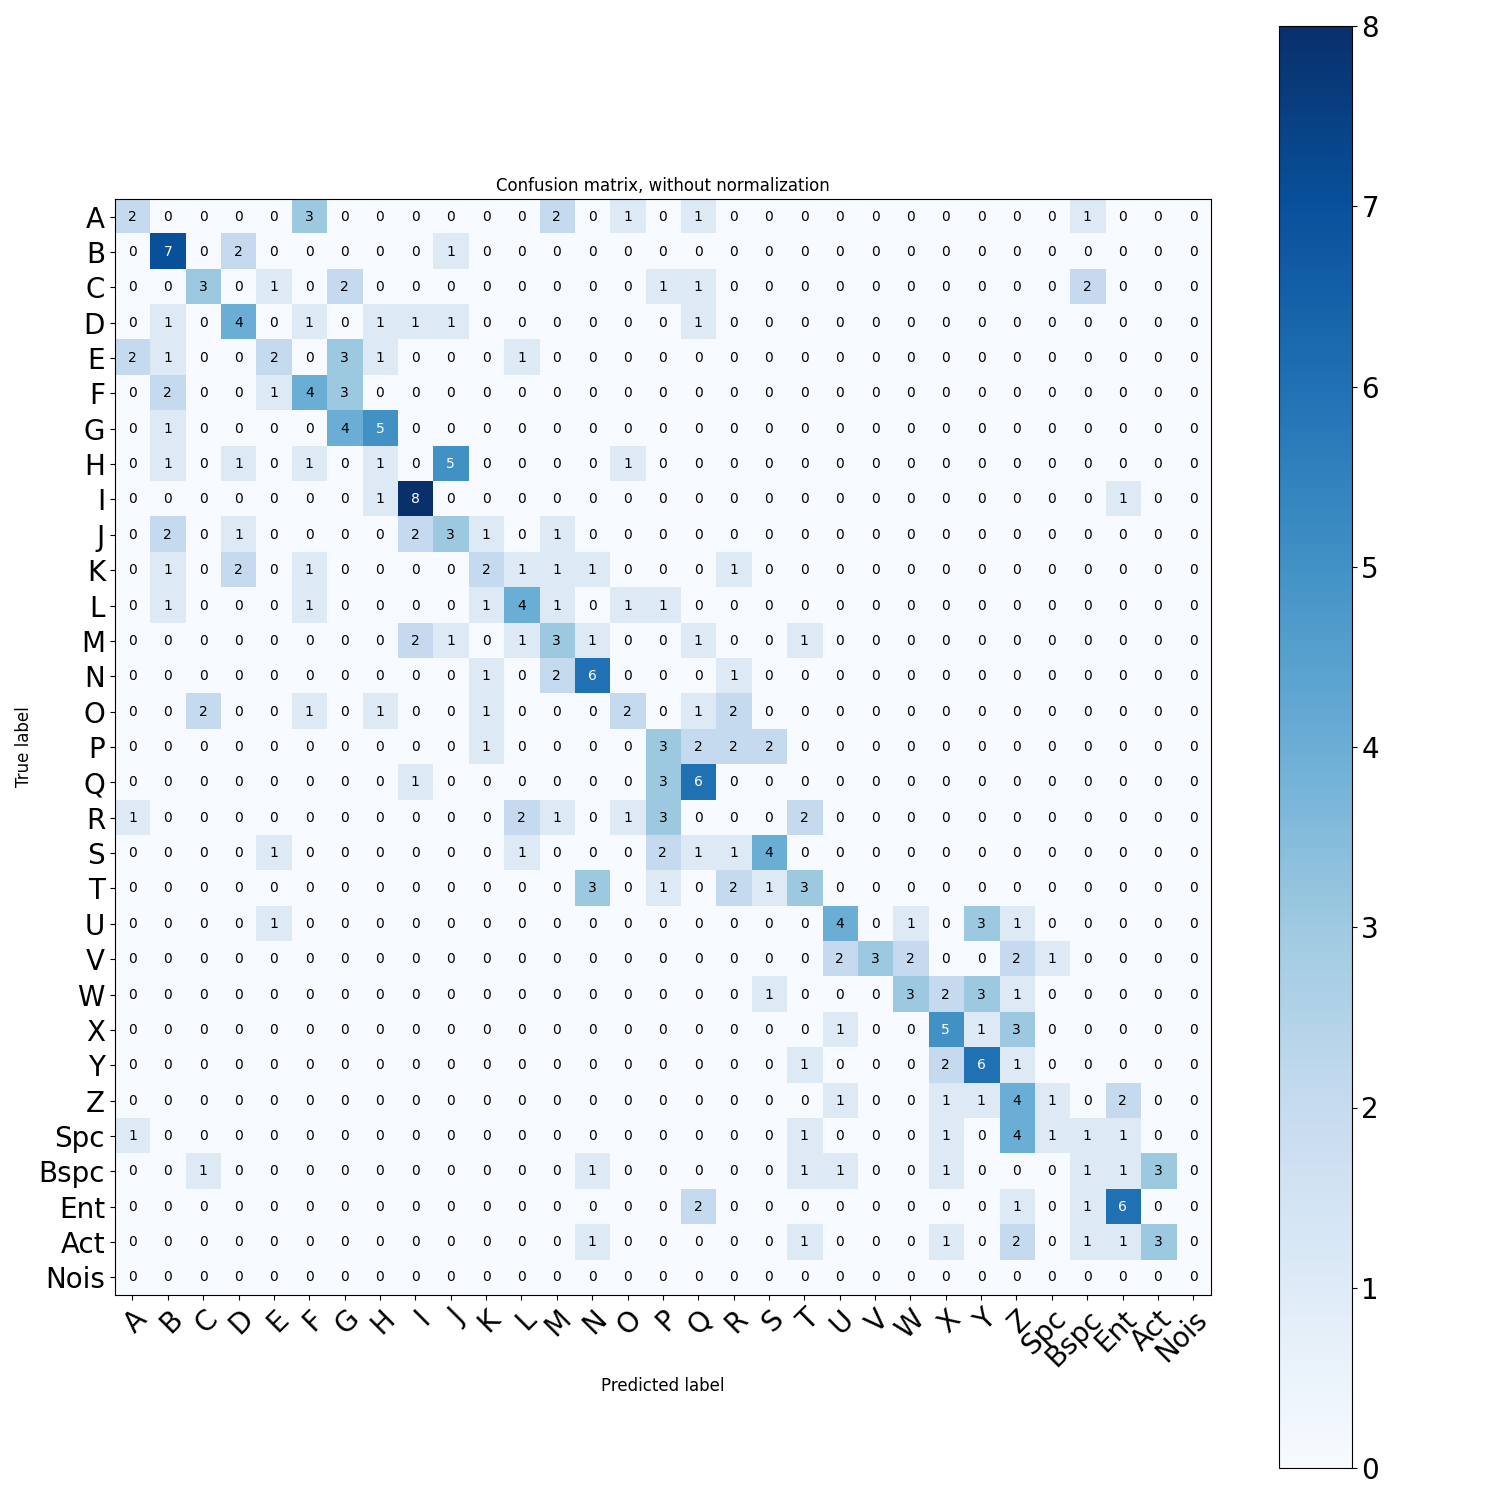 Confusion matrix, without normalization
A 2 0 0 0 0 3 0 0 0 0 0 0 2 0 1 0 1 0 0 0 0 0 0 0 0 0 0 1 0 0 0
B 0 7 0 2 0 0 0 0 0 1 0 0 0 0 0 0 0 0 0 0 0 0 0 0 0 0 0 0 0 0 0
C 0 0 3 0 1 0 2 0 0 0 0 0 0 0 0 1 1 0 0 0 0 0 0 0 0 0 0 2 0 0 0
D 0 1 0 4 0 1 0 1 1 1 0 0 0 0 0 0 1 0 0 0 0 0 0 0 0 0 0 0 0 0 0
E 2 1 0 0 2 0 3 1 0 0 0 1 0 0 0 0 0 0 0 0 0 0 0 0 0 0 0 0 0 0 0
F 0 2 0 0 1 4 3 0 0 0 0 0 0 0 0 0 0 0 0 0 0 0 0 0 0 0 0 0 0 0 0
G 0 1 0 0 0 0 4 5 0 0 0 0 0 0 0 0 0 0 0 0 0 0 0 0 0 0 0 0 0 0 0
H 0 1 0 1 0 1 0 1 0 5 0 0 0 0 1 0 0 0 0 0 0 0 0 0 0 0 0 0 0 0 0
I 0 0 0 0 0 0 0 1 8 0 0 0 0 0 0 0 0 0 0 0 0 0 0 0 0 0 0 0 1 0 0
J 0 2 0 1 0 0 0 0 2 3 1 0 1 0 0 0 0 0 0 0 0 0 0 0 0 0 0 0 0 0 0
K 0 1 0 2 0 1 0 0 0 0 2 1 1 1 0 0 0 1 0 0 0 0 0 0 0 0 0 0 0 0 0
L 0 1 0 0 0 1 0 0 0 0 1 4 1 0 1 1 0 0 0 0 0 0 0 0 0 0 0 0 0 0 0
M 0 0 0 0 0 0 0 0 2 1 0 1 3 1 0 0 1 0 0 1 0 0 0 0 0 0 0 0 0 0 0
N 0 0 0 0 0 0 0 0 0 0 1 0 2 6 0 0 0 1 0 0 0 0 0 0 0 0 0 0 0 0 0
O 0 0 2 0 0 1 0 1 0 0 1 0 0 0 2 0 1 2 0 0 0 0 0 0 0 0 0 0 0 0 0
P 0 0 0 0 0 0 0 0 0 0 1 0 0 0 0 3 2 2 2 0 0 0 0 0 0 0 0 0 0 0 0
Q 0 0 0 0 0 0 0 0 1 0 0 0 0 0 0 3 6 0 0 0 0 0 0 0 0 0 0 0 0 0 0
R 1 0 0 0 0 0 0 0 0 0 0 2 1 0 1 3 0 0 0 2 0 0 0 0 0 0 0 0 0 0 0
S 0 0 0 0 1 0 0 0 0 0 0 1 0 0 0 2 1 1 4 0 0 0 0 0 0 0 0 0 0 0 0
T 0 0 0 0 0 0 0 0 0 0 0 0 0 3 0 1 0 2 1 3 0 0 0 0 0 0 0 0 0 0 0
U 0 0 0 0 1 0 0 0 0 0 0 0 0 0 0 0 0 0 0 0 4 0 1 0 3 1 0 0 0 0 0
V 0 0 0 0 0 0 0 0 0 0 0 0 0 0 0 0 0 0 0 0 2 3 2 0 0 2 1 0 0 0 0
W 0 0 0 0 0 0 0 0 0 0 0 0 0 0 0 0 0 0 1 0 0 0 3 2 3 1 0 0 0 0 0
X 0 0 0 0 0 0 0 0 0 0 0 0 0 0 0 0 0 0 0 0 1 0 0 5 1 3 0 0 0 0 0
Y 0 0 0 0 0 0 0 0 0 0 0 0 0 0 0 0 0 0 0 1 0 0 0 2 6 1 0 0 0 0 0
Z 0 0 0 0 0 0 0 0 0 0 0 0 0 0 0 0 0 0 0 0 1 0 0 1 1 4 1 0 2 0 0
Spc 1 0 0 0 0 0 0 0 0 0 0 0 0 0 0 0 0 0 0 1 0 0 0 1 0 4 1 1 1 0 0
Bspc 0 0 1 0 0 0 0 0 0 0 0 0 0 1 0 0 0 0 0 1 1 0 0 1 0 0 0 1 1 3 0
Ent 0 0 0 0 0 0 0 0 0 0 0 0 0 0 0 0 2 0 0 0 0 0 0 0 0 1 0 1 6 0 0
Act 0 0 0 0 0 0 0 0 0 0 0 0 0 1 0 0 0 0 0 1 0 0 0 1 0 2 0 1 1 3 0
Nois 0 0 0 0 0 0 0 0 0 0 0 0 0 0 0 0 0 0 0 0 0 0 0 0 0 0 0 0 0 0 0
A B C D E F G H I J K L M N O P Q R S T U V W X Y Z Spc Bspc Ent Act Nois
Predicted label
True label
8
7
6
5
4
3
2
1
0